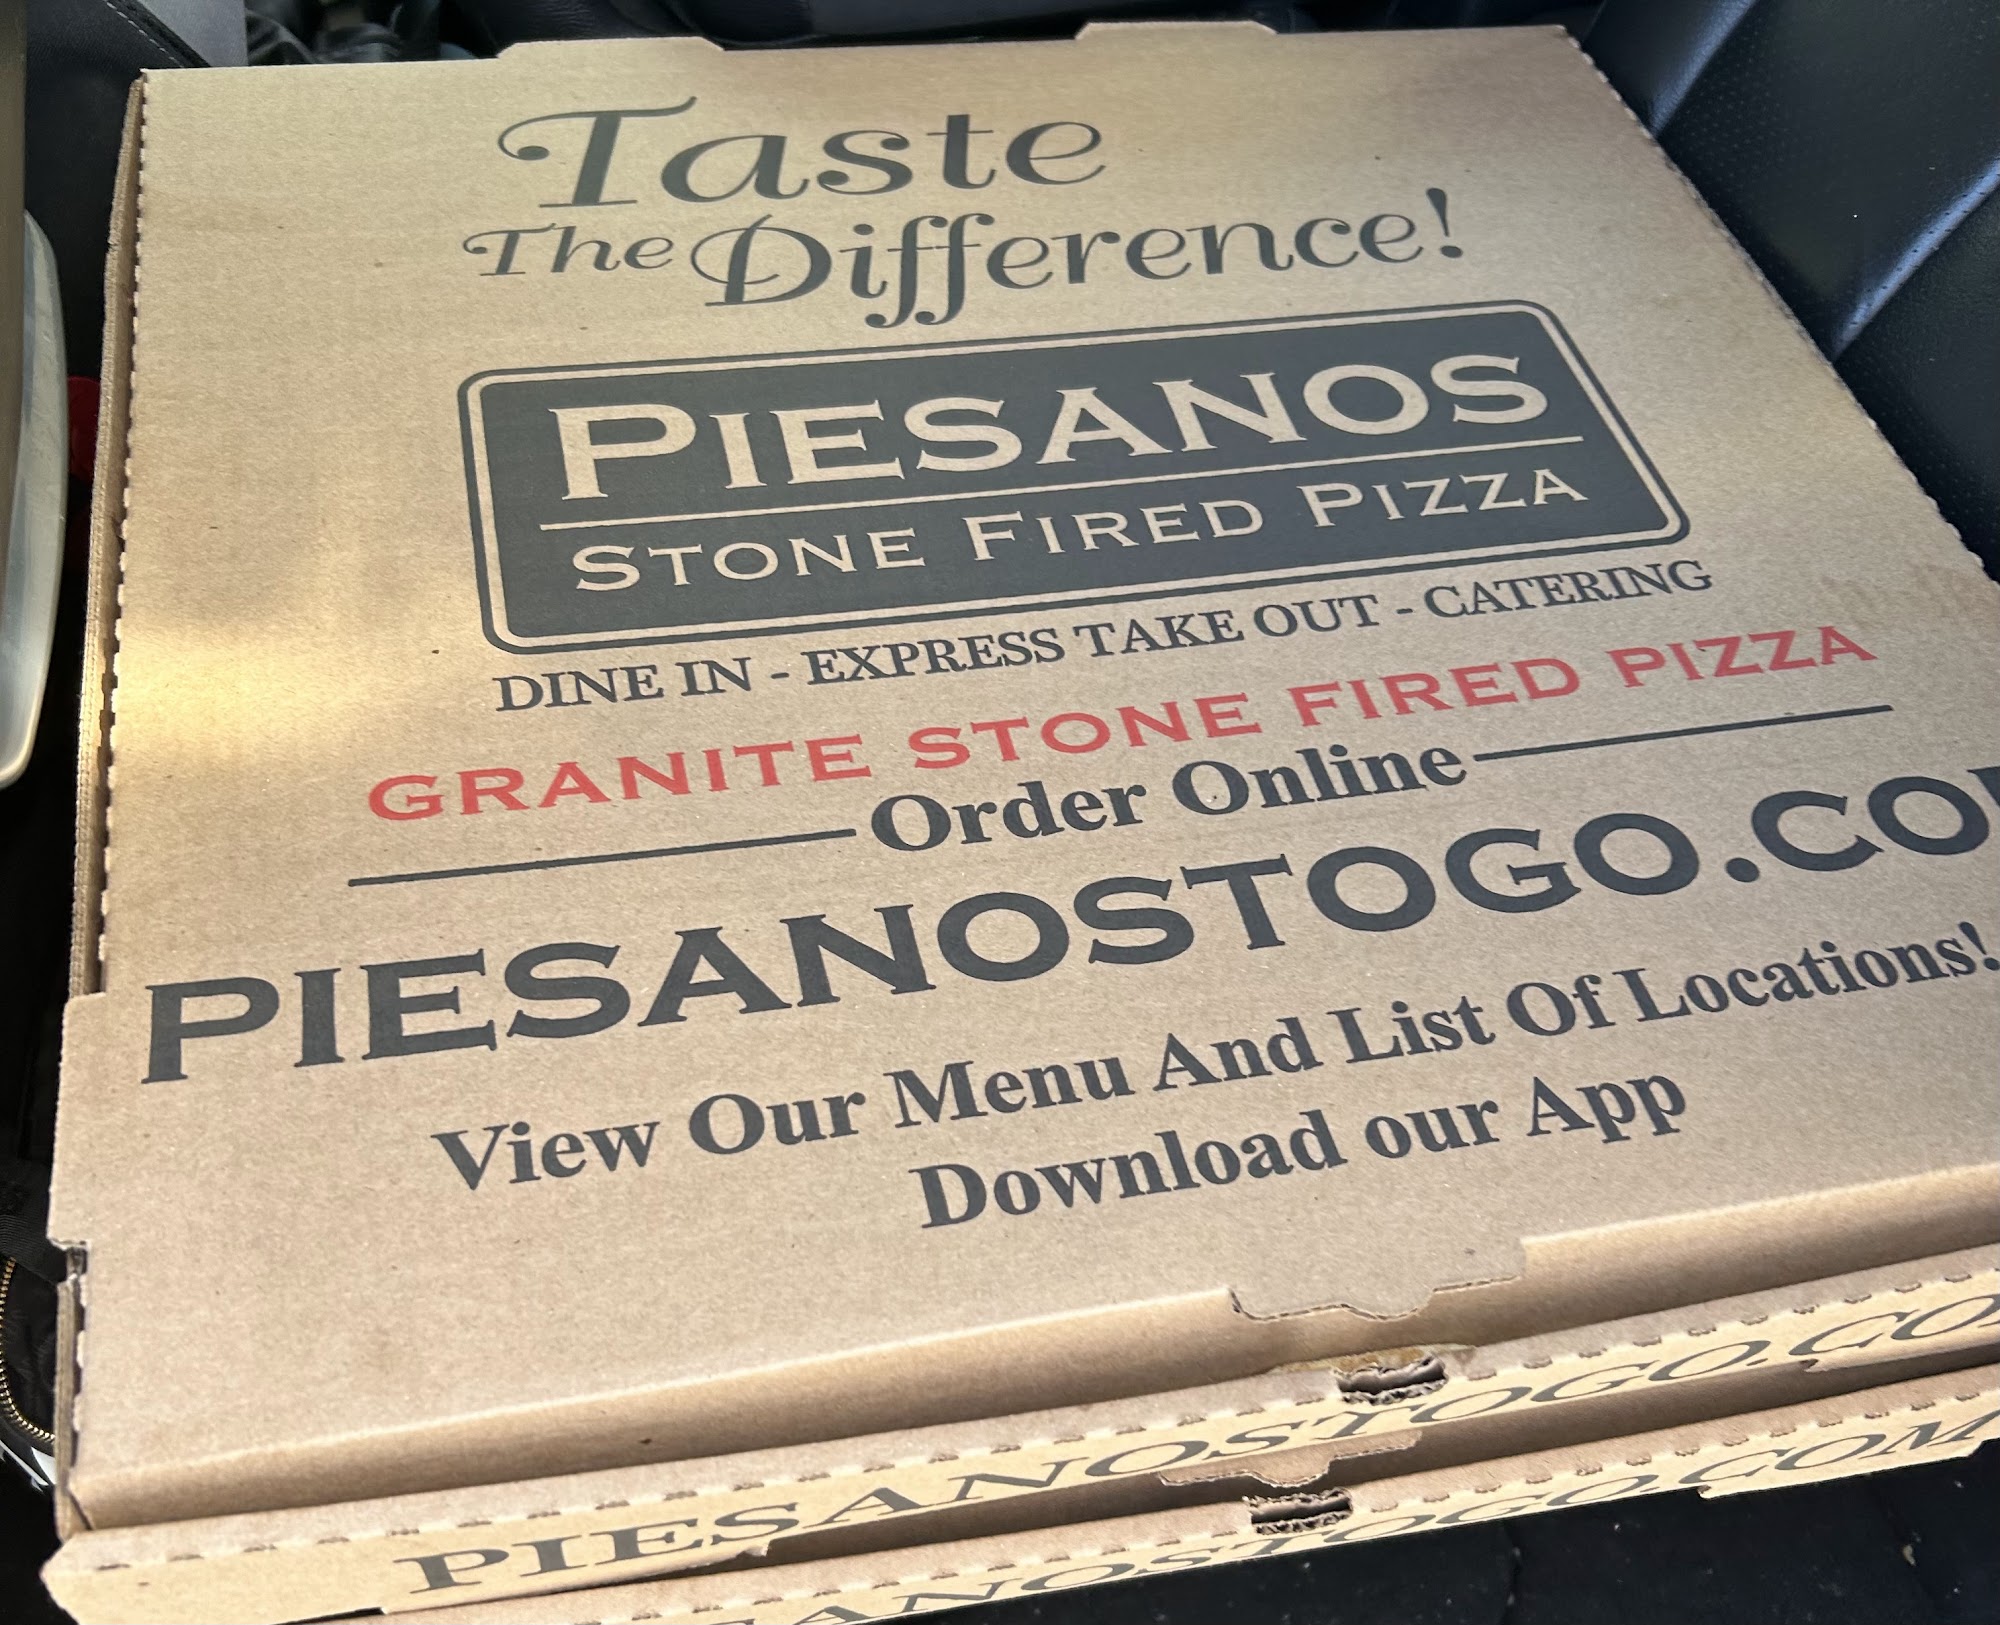 Taste
The Difference!
PIESANOS
STONE FIRED PIZZA
DINE IN - EXPRESS TAKE OUT - CATERING
GRANITE STONE FIRED PIZZA
Order Online
PIESANOSTOGO.CO
View Our Menu And List Of Locations!
Download our App
PIESANOSTOGO.CO
ESANOSTOGO.COM